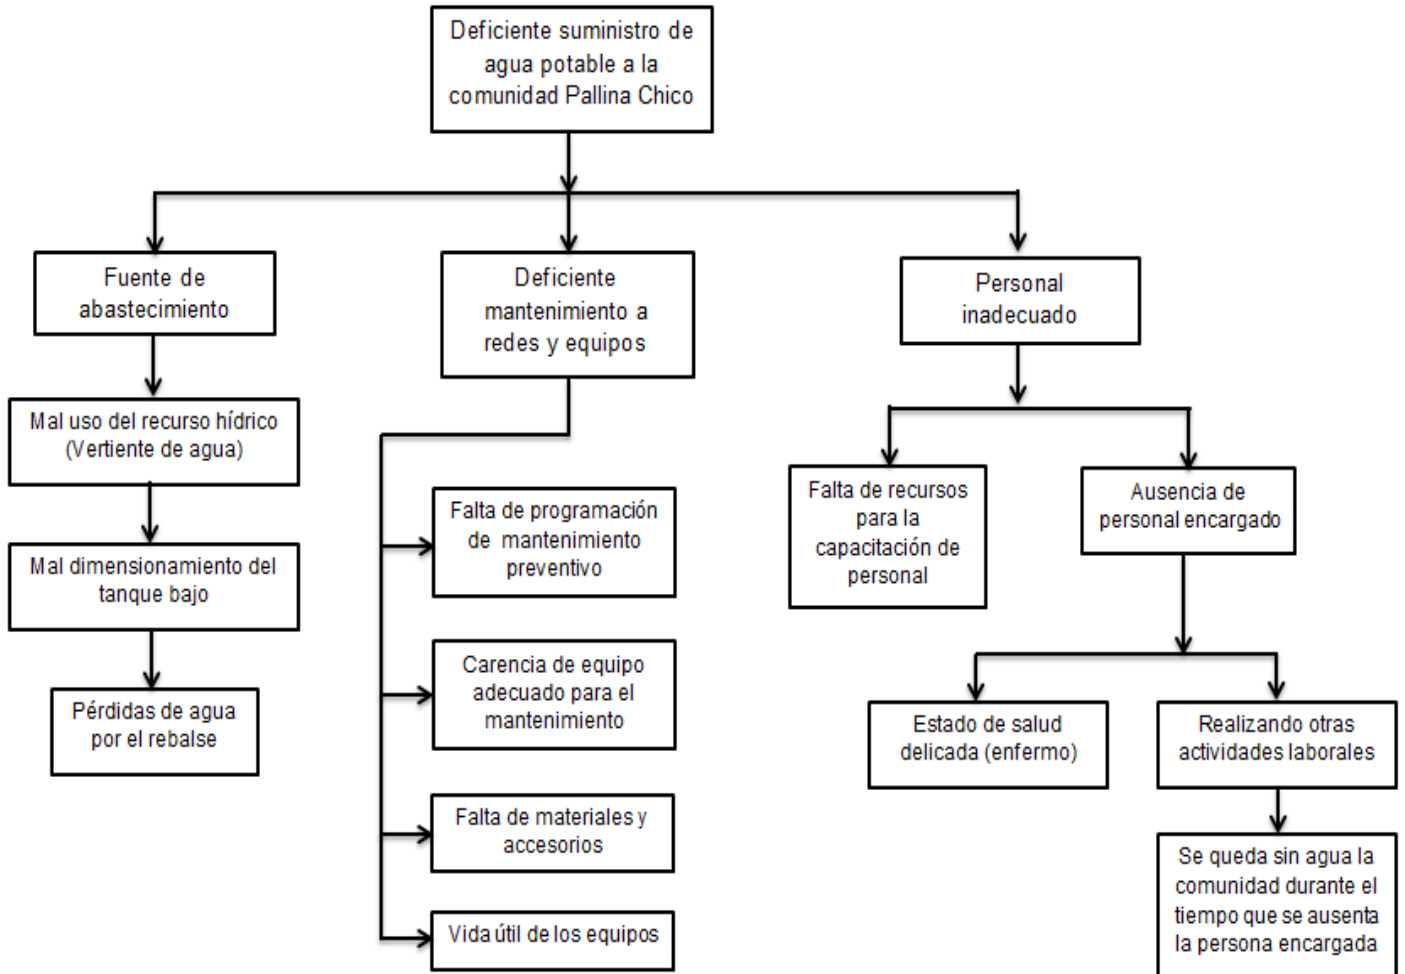 Deficiente suministro de
agua potable a la
comunidad Pallina Chico
Fuente de
abastecimiento
Deficiente
mantenimiento a
redes y equipos
Personal
inadecuado
Mal uso del recurso hídrico
(Vertiente de agua)
Mal dimensionamiento del
tanque bajo
Pérdidas de agua
por el rebalse
Falta de programación
de mantenimiento
preventivo
Carencia de equipo
adecuado para el
mantenimiento
Falta de materiales y
accesorios
Vida útil de los equipos
Falta de recursos
para la
capacitación de
personal
Ausencia de
personal encargado
Estado de salud
delicada (enfermo)
Realizando otras
actividades laborales
Se queda sin agua la
comunidad durante el
tiempo que se ausenta
la persona encargada